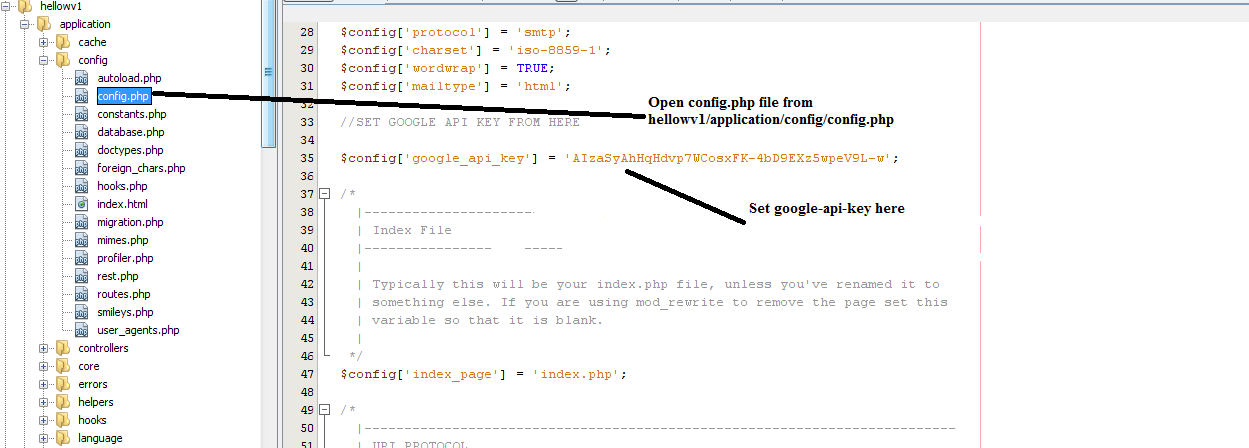 hellowv1
application
cache
config
autoload.php
config.php
constants.php
database.php
doctypes.php
foreign_chars.php
hooks.php
index.html
migration.php
mimes.php
profiler.php
rest.php
routes.php
smileys.php
user_agents.php
controllers
core
errors
helpers
hooks
language
28 $config['protocol'] = 'smtp';
29 $config['charset'] = 'iso-8859-1';
30 $config['wordwrap'] = TRUE;
31 $config['mailtype'] = 'html';
32
33 //SET GOOGLE API KEY FROM HERE
34
35 $config['google_api_key'] = 'AIzaSyAhHqHdvp7WCosxFK-4bD9EXz5wpeV9L-w';
36
37 /*
38 |---------------------
39 | Index File
40 |---------------- -----
41 |
42 | Typically this will be your index.php file, unless you've renamed it to
43 | something else. If you are using mod_rewrite to remove the page set this
44 | variable so that it is blank.
45 |
46 */
47 $config['index_page'] = 'index.php';
48
49 /*
50 |--------------------------------------------------------------------------
51 | URI PROTOCOL
Open config.php file from
hellowv1/application/config/config.php
Set google-api-key here